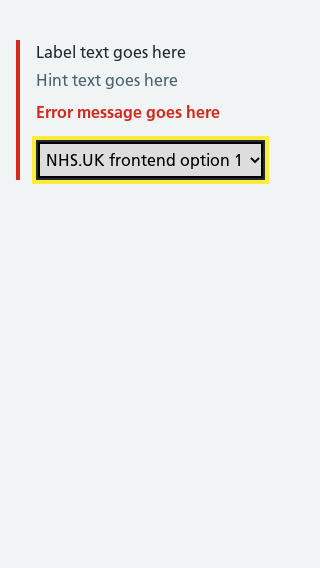 Label text goes here
Hint text goes here
Error message goes here
NHS.UK frontend option 1